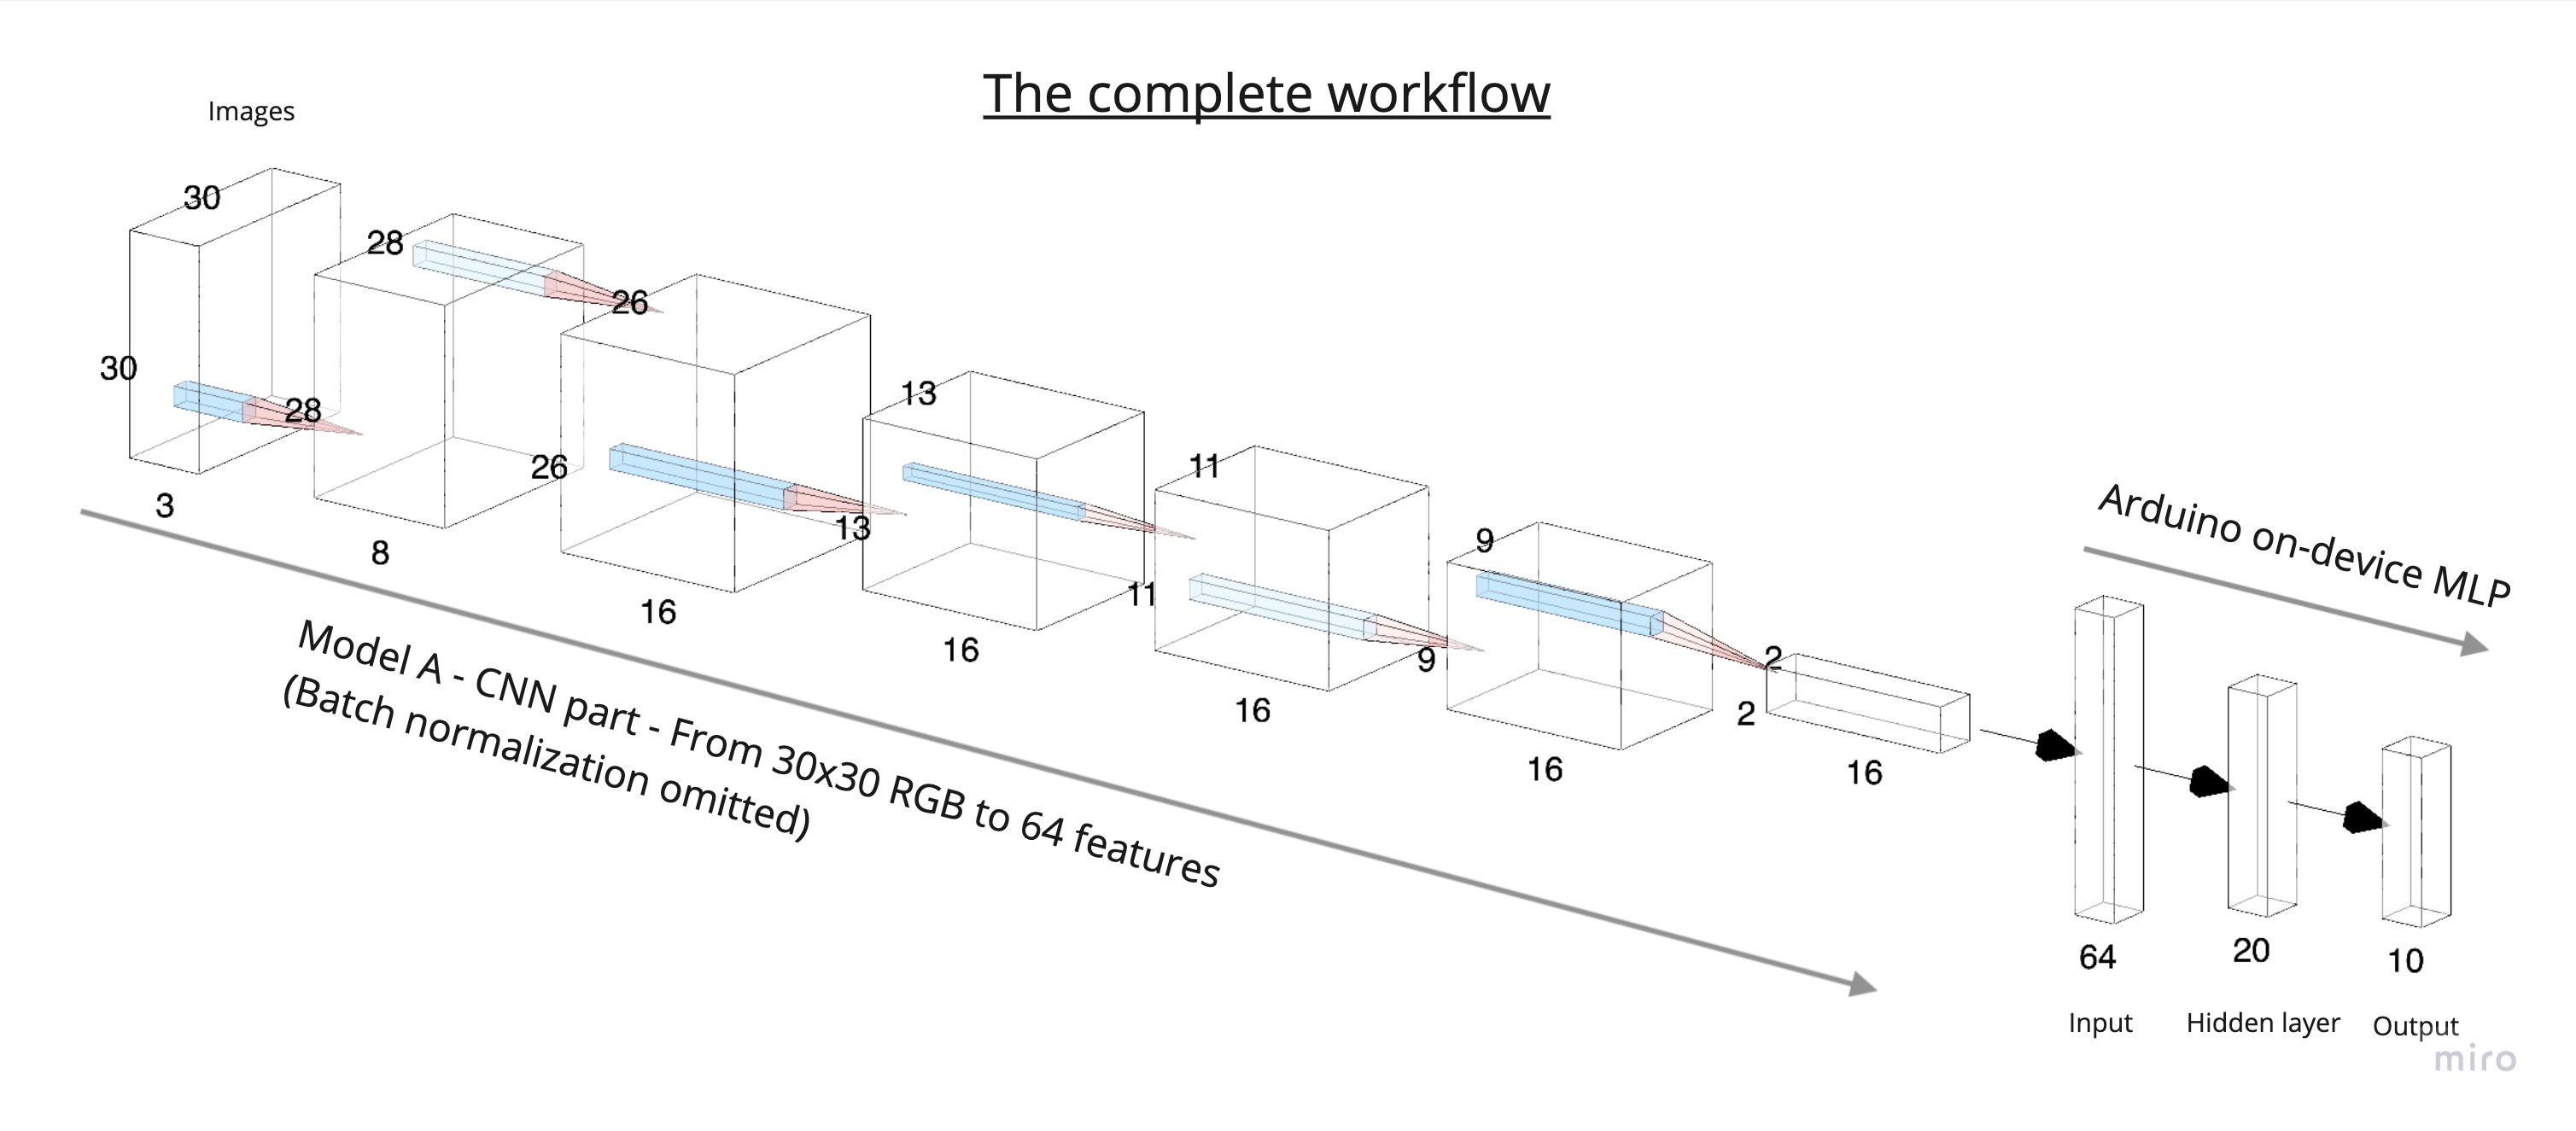 The complete workflow
Images
30
30
3
28
28
8
26
26
16
13
13
16
11
11
16
9
9
16
2
2
16
Model A - CNN part - From 30x30 RGB to 64 features
(Batch normalization omitted)
Arduino on-device MLP
64
20
10
Input
Hidden layer
Output
miro